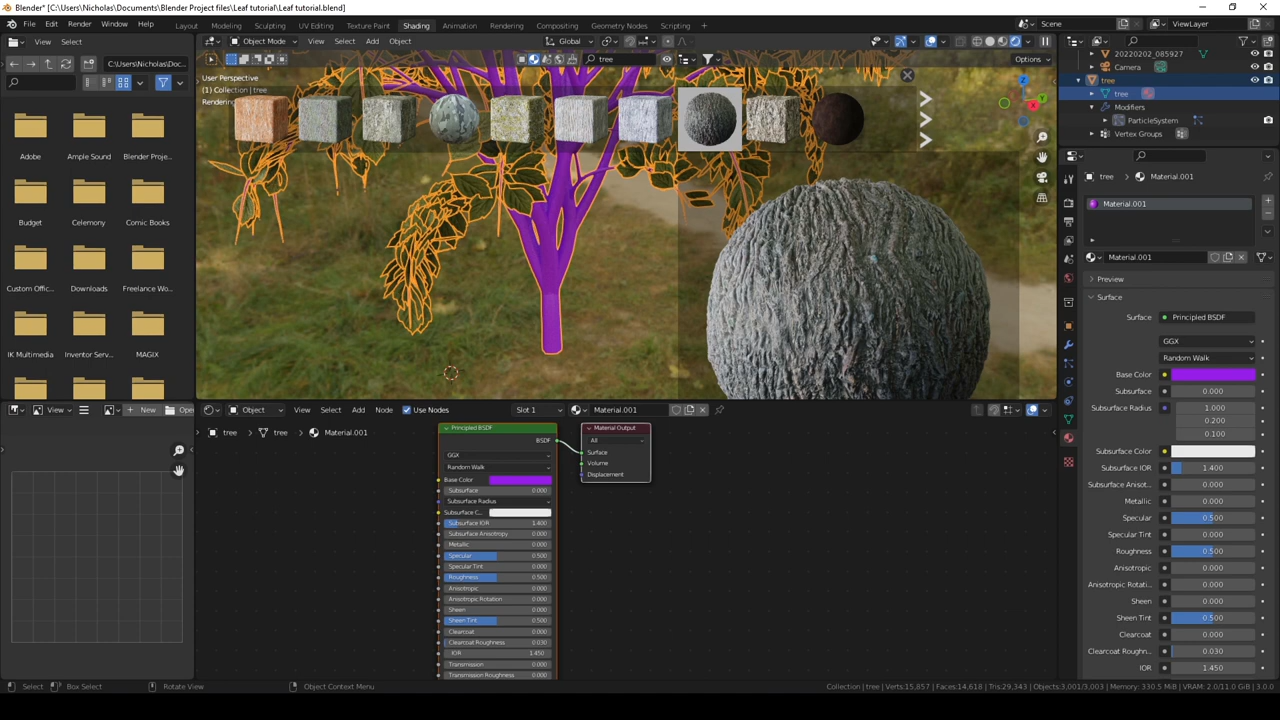 Blender* [C:\Users\Nicholas\Documents\Blender Project files\Leaf tutorial\Leaf tutorial.blend]
File Edit Render Window Help Layout Modeling Sculpting UV Editing Texture Paint Shading Animation Rendering Compositing Geometry Nodes Scripting Scene ViewLayer
View Select Object Mode View Select Add Object Global
C:\Users\Nicholas\Doc... tree Options
User Perspective
(1) Collection | tree
Rendering
20220202_085927
Camera
tree
tree
Modifiers
ParticleSystem
Vertex Groups
Adobe Ample Sound Blender Proje...
Budget Celemony Comic Books
Custom Offic... Downloads Freelance Wo...
IK Multimedia Inventor Serv... MAGIX
tree Material.001
Material.001
Material.001
Preview
Surface
Surface Principled BSDF
GGX
Random Walk
Base Color
Subsurface 0.000
Subsurface Radius 1.000
0.200
0.100
Subsurface Color
Subsurface IOR 1.400
Subsurface Anisot... 0.000
Metallic 0.000
Specular 0.500
Specular Tint 0.000
Roughness 0.500
Anisotropic 0.000
Anisotropic Rotati... 0.000
Sheen 0.000
Sheen Tint 0.500
Clearcoat 0.000
Clearcoat Roughn... 0.030
IOR 1.450
View New Open
Object View Select Add Node Use Nodes Slot 1 Material.001
tree tree Material.001
Principled BSDF
BSDF
GGX
Random Walk
Base Color
Subsurface 0.000
Subsurface Radius
Subsurface C...
Subsurface IOR 1.400
Subsurface Anisotropy 0.000
Metallic 0.000
Specular 0.500
Specular Tint 0.000
Roughness 0.500
Anisotropic 0.000
Anisotropic Rotation 0.000
Sheen 0.000
Sheen Tint 0.500
Clearcoat 0.000
Clearcoat Roughness 0.030
IOR 1.450
Transmission 0.000
Transmission Roughness 0.000
Material Output
All
Surface
Volume
Displacement
Select Box Select Rotate View Object Context Menu Collection | tree | Verts:15,857 | Faces:14,618 | Tris:29,343 | Objects:3,001/3,003 | Memory: 330.5 MiB | VRAM: 2.0/11.0 GiB | 3.0.0